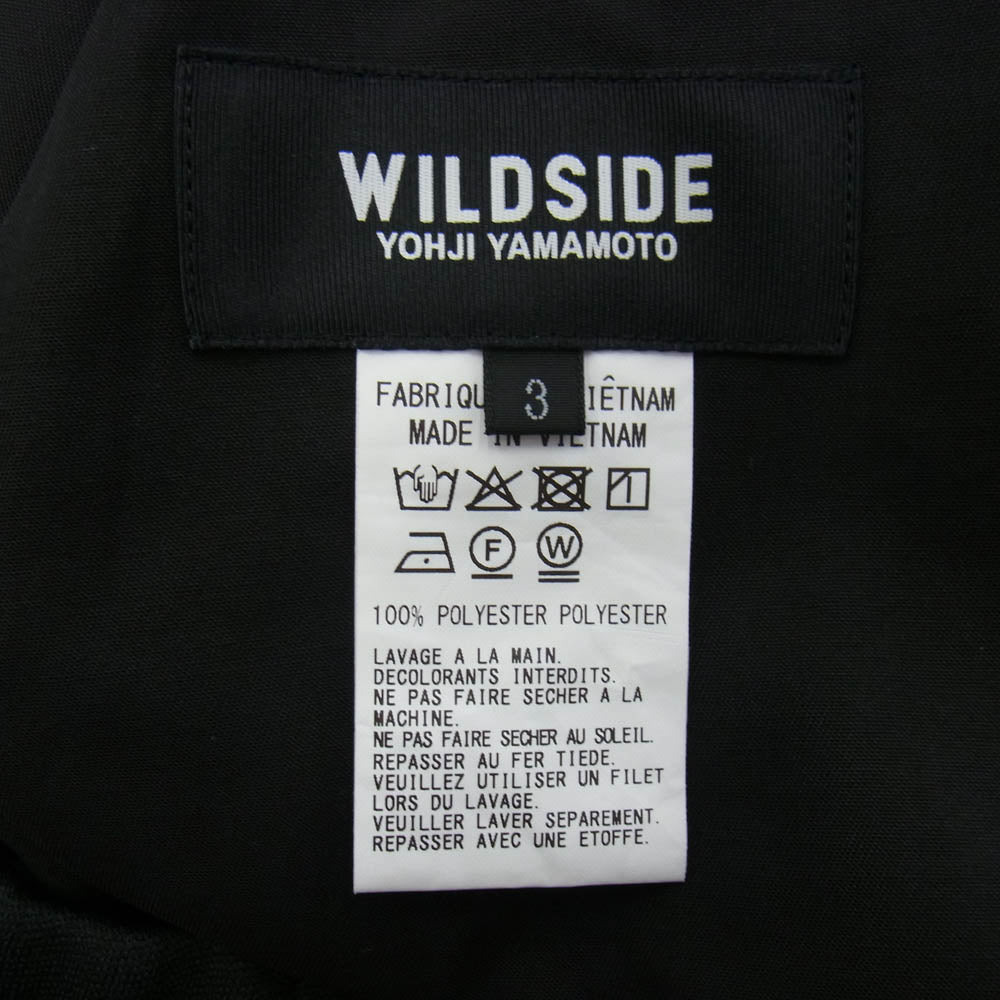 WILDSIDE
YOHJI YAMAMOTO
3
FABRIQU IÊTNAM
MADE IN VIETNAM
F W
100% POLYESTER POLYESTER
LAVAGE A LA MAIN.
DECOLORANTS INTERDITS.
NE PAS FAIRE SECHER A LA
MACHINE.
NE PAS FAIRE SECHER AU SOLEIL.
REPASSER AU FER TIEDE.
VEUILLEZ UTILISER UN FILET
LORS DU LAVAGE.
VEUILLER LAVER SEPAREMENT.
REPASSER AVEC UNE ETOFFE.